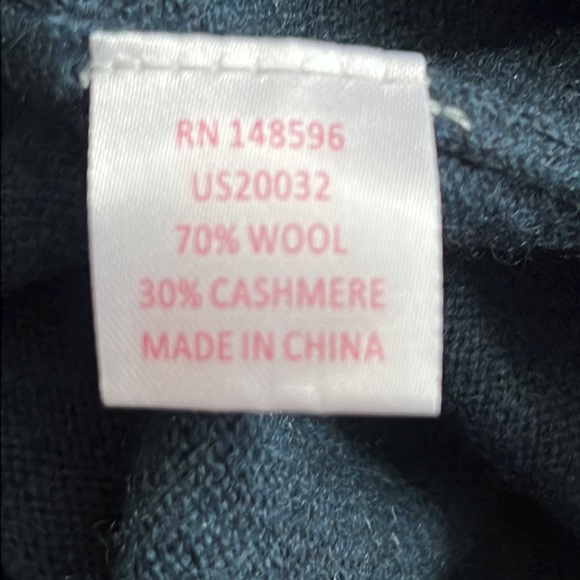 RN 148596
US20032
70% WOOL
30% CASHMERE
MADE IN CHINA